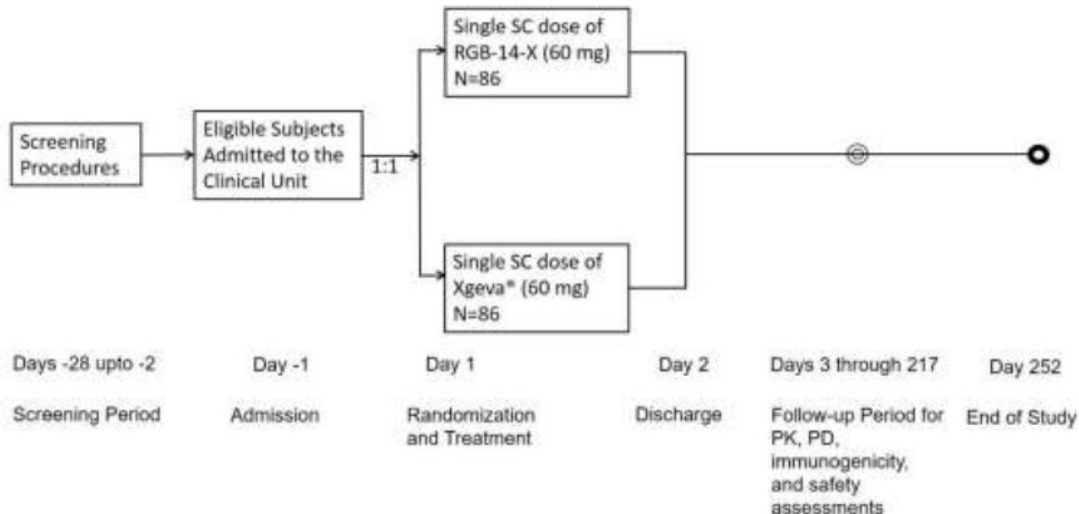 Single SC dose of
RGB-14-X (60 mg)
N=86
Screening
Procedures
Eligible Subjects
Admitted to the
Clinical Unit
1:1
Single SC dose of
Xgeva® (60 mg)
N=86
Days -28 upto -2
Day -1
Day 1
Day 2
Days 3 through 217
Day 252
Screening Period
Admission
Randomization
and Treatment
Discharge
Follow-up Period for
PK, PD,
immunogenicity,
and safety
assessments
End of Study